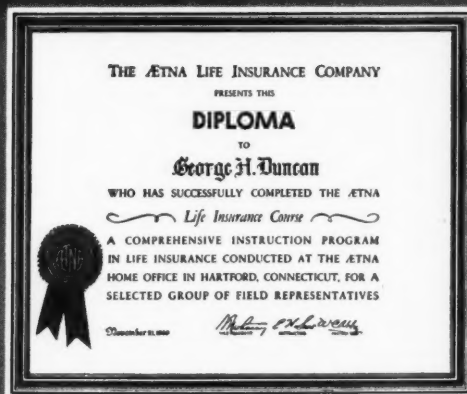 THE ÆTNA LIFE INSURANCE COMPANY
PRESENTS THIS
DIPLOMA
TO
George H. Duncan
WHO HAS SUCCESSFULLY COMPLETED THE ÆTNA
Life Insurance Course
A COMPREHENSIVE INSTRUCTION PROGRAM
IN LIFE INSURANCE CONDUCTED AT THE ÆTNA
HOME OFFICE IN HARTFORD, CONNECTICUT, FOR A
SELECTED GROUP OF FIELD REPRESENTATIVES
ÆTNA
November